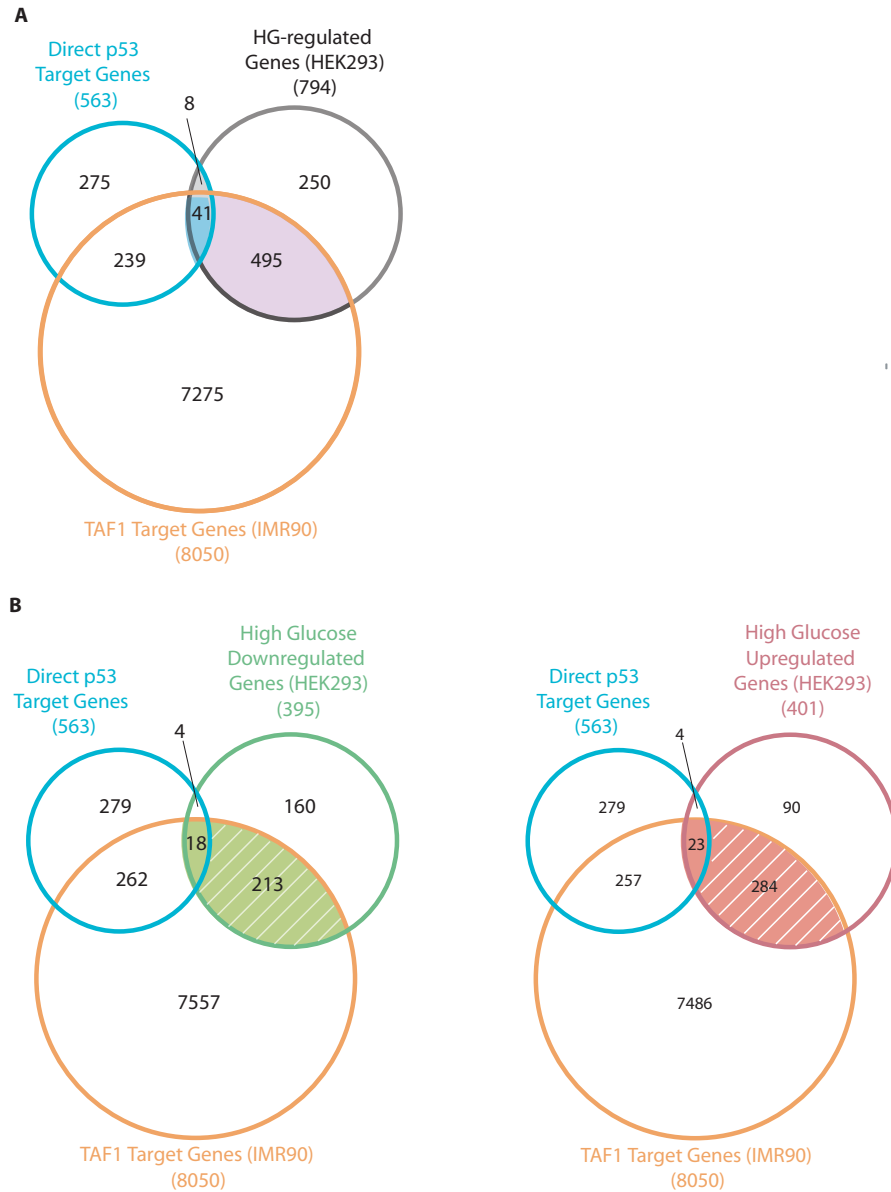 A
Direct p53
Target Genes
(563)
HG-regulated
Genes (HEK293)
(794)
8
275
250
41
239
495
7275
TAF1 Target Genes (IMR90)
(8050)
B
Direct p53
Target Genes
(563)
High Glucose
Downregulated
Genes (HEK293)
(395)
4
279
160
18
262
213
7557
TAF1 Target Genes (IMR90)
(8050)
Direct p53
Target Genes
(563)
High Glucose
Upregulated
Genes (HEK293)
(401)
4
279
90
23
257
284
7486
TAF1 Target Genes (IMR90)
(8050)